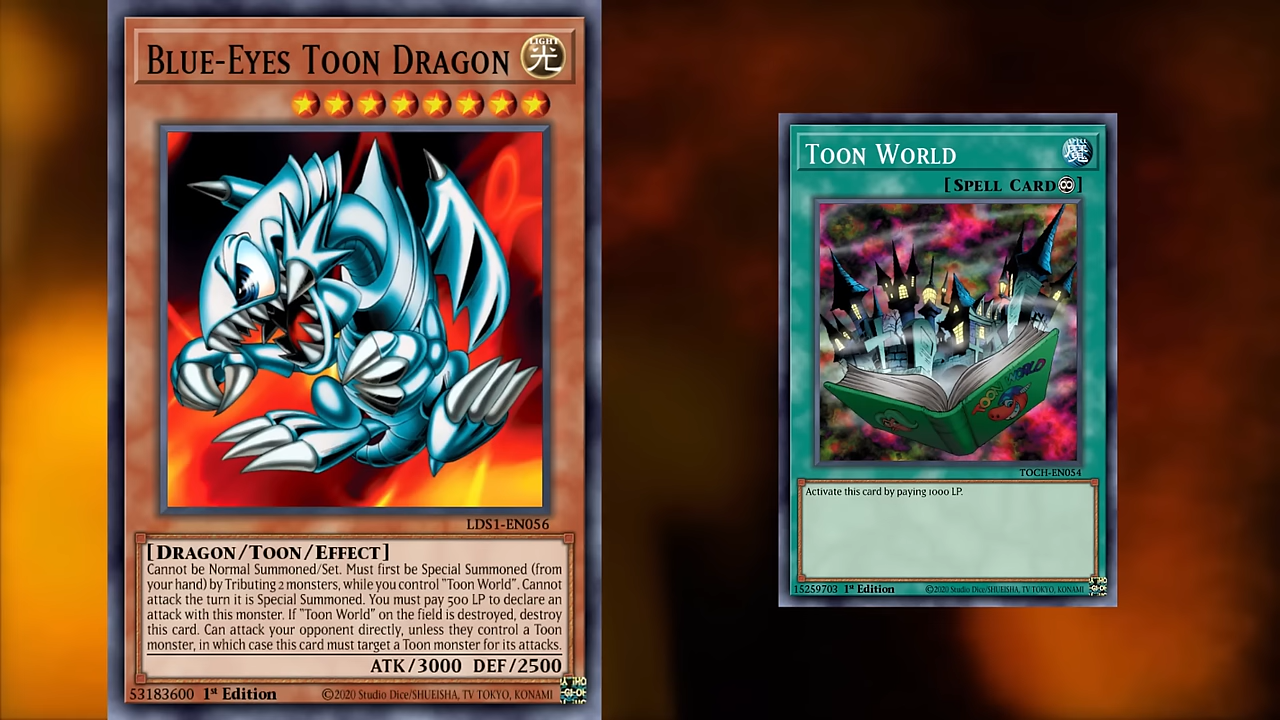 BLUE-EYES TOON DRAGON
LIGHT
光
LDS1-EN056
[DRAGON/TOON/EFFECT]
Cannot be Normal Summoned/Set. Must first be Special Summoned (from
your hand) by Tributing 2 monsters, while you control "Toon World". Cannot
attack the turn it is Special Summoned. You must pay 500 LP to declare an
attack with this monster. If "Toon World" on the field is destroyed, destroy
this card. Can attack your opponent directly, unless they control a Toon
monster, in which case this card must target a Toon monster for its attacks.
ATK/3000 DEF/2500
53183600 1st Edition ©2020 Studio Dice/SHUEISHA, TV TOKYO, KONAMI
TOON WORLD
魔
[SPELL CARD]
TOON WORLD
TOCH-EN054
Activate this card by paying 1000 LP.
15259703 1st Edition ©2020 Studio Dice/SHUEISHA, TV TOKYO, KONAMI